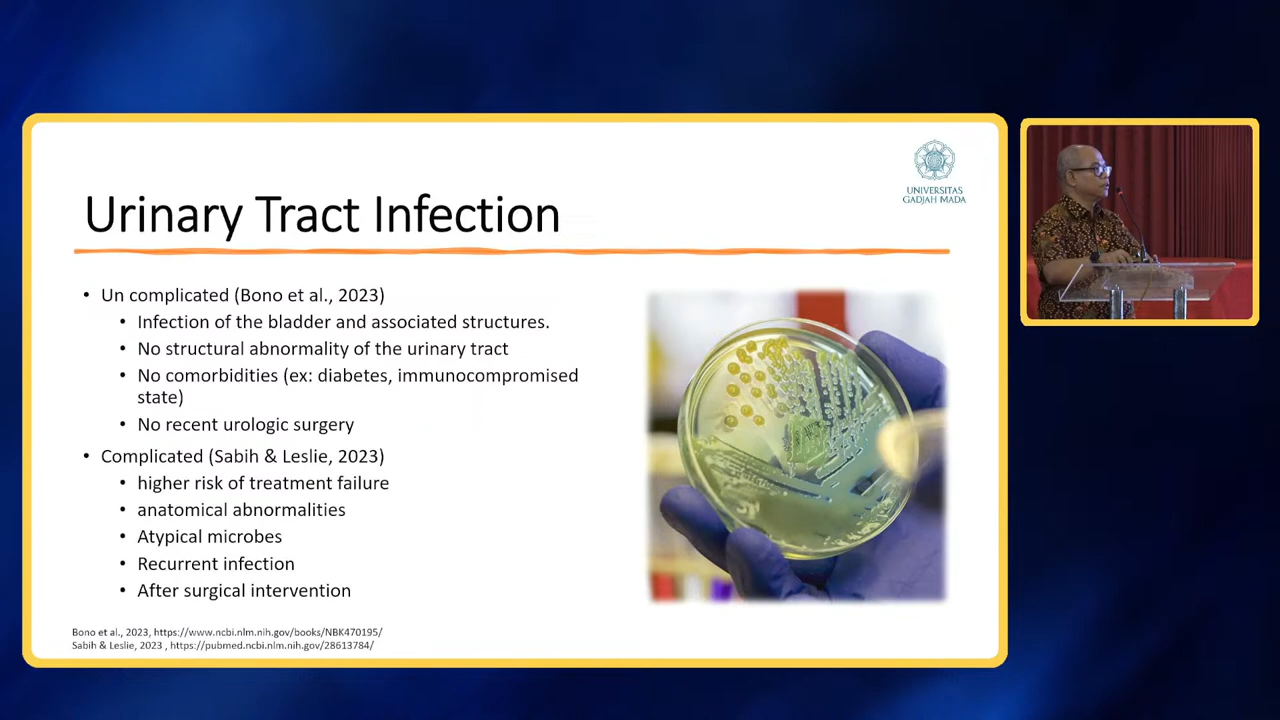 UNIVERSITAS
GADJAH MADA
Urinary Tract Infection
• Un complicated (Bono et al., 2023)
• Infection of the bladder and associated structures.
• No structural abnormality of the urinary tract
• No comorbidities (ex: diabetes, immunocompromised
state)
• No recent urologic surgery
• Complicated (Sabih & Leslie, 2023)
• higher risk of treatment failure
• anatomical abnormalities
• Atypical microbes
• Recurrent infection
• After surgical intervention
Bono et al., 2023, https://www.ncbi.nlm.nih.gov/books/NBK470195/
Sabih & Leslie, 2023 , https://pubmed.ncbi.nlm.nih.gov/28613784/